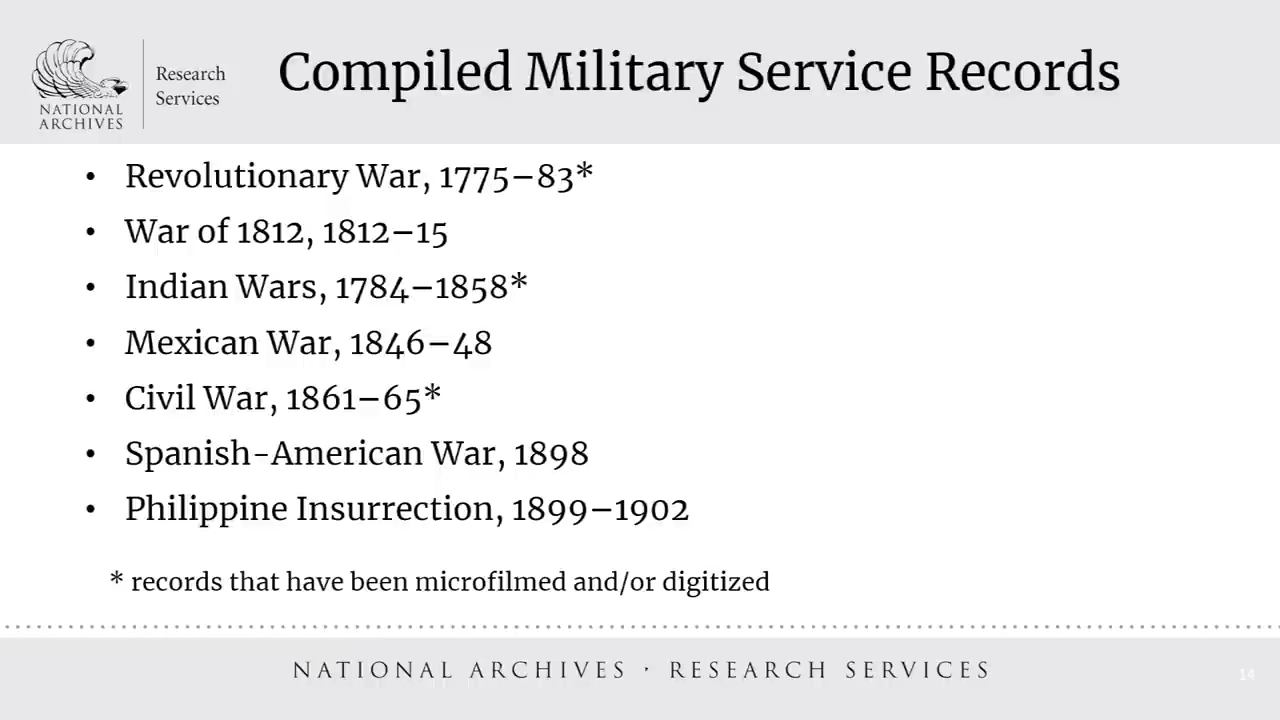 NATIONAL
ARCHIVES
Research
Services
Compiled Military Service Records
• Revolutionary War, 1775–83*
• War of 1812, 1812–15
• Indian Wars, 1784–1858*
• Mexican War, 1846–48
• Civil War, 1861–65*
• Spanish-American War, 1898
• Philippine Insurrection, 1899–1902
* records that have been microfilmed and/or digitized
NATIONAL ARCHIVES · RESEARCH SERVICES
14